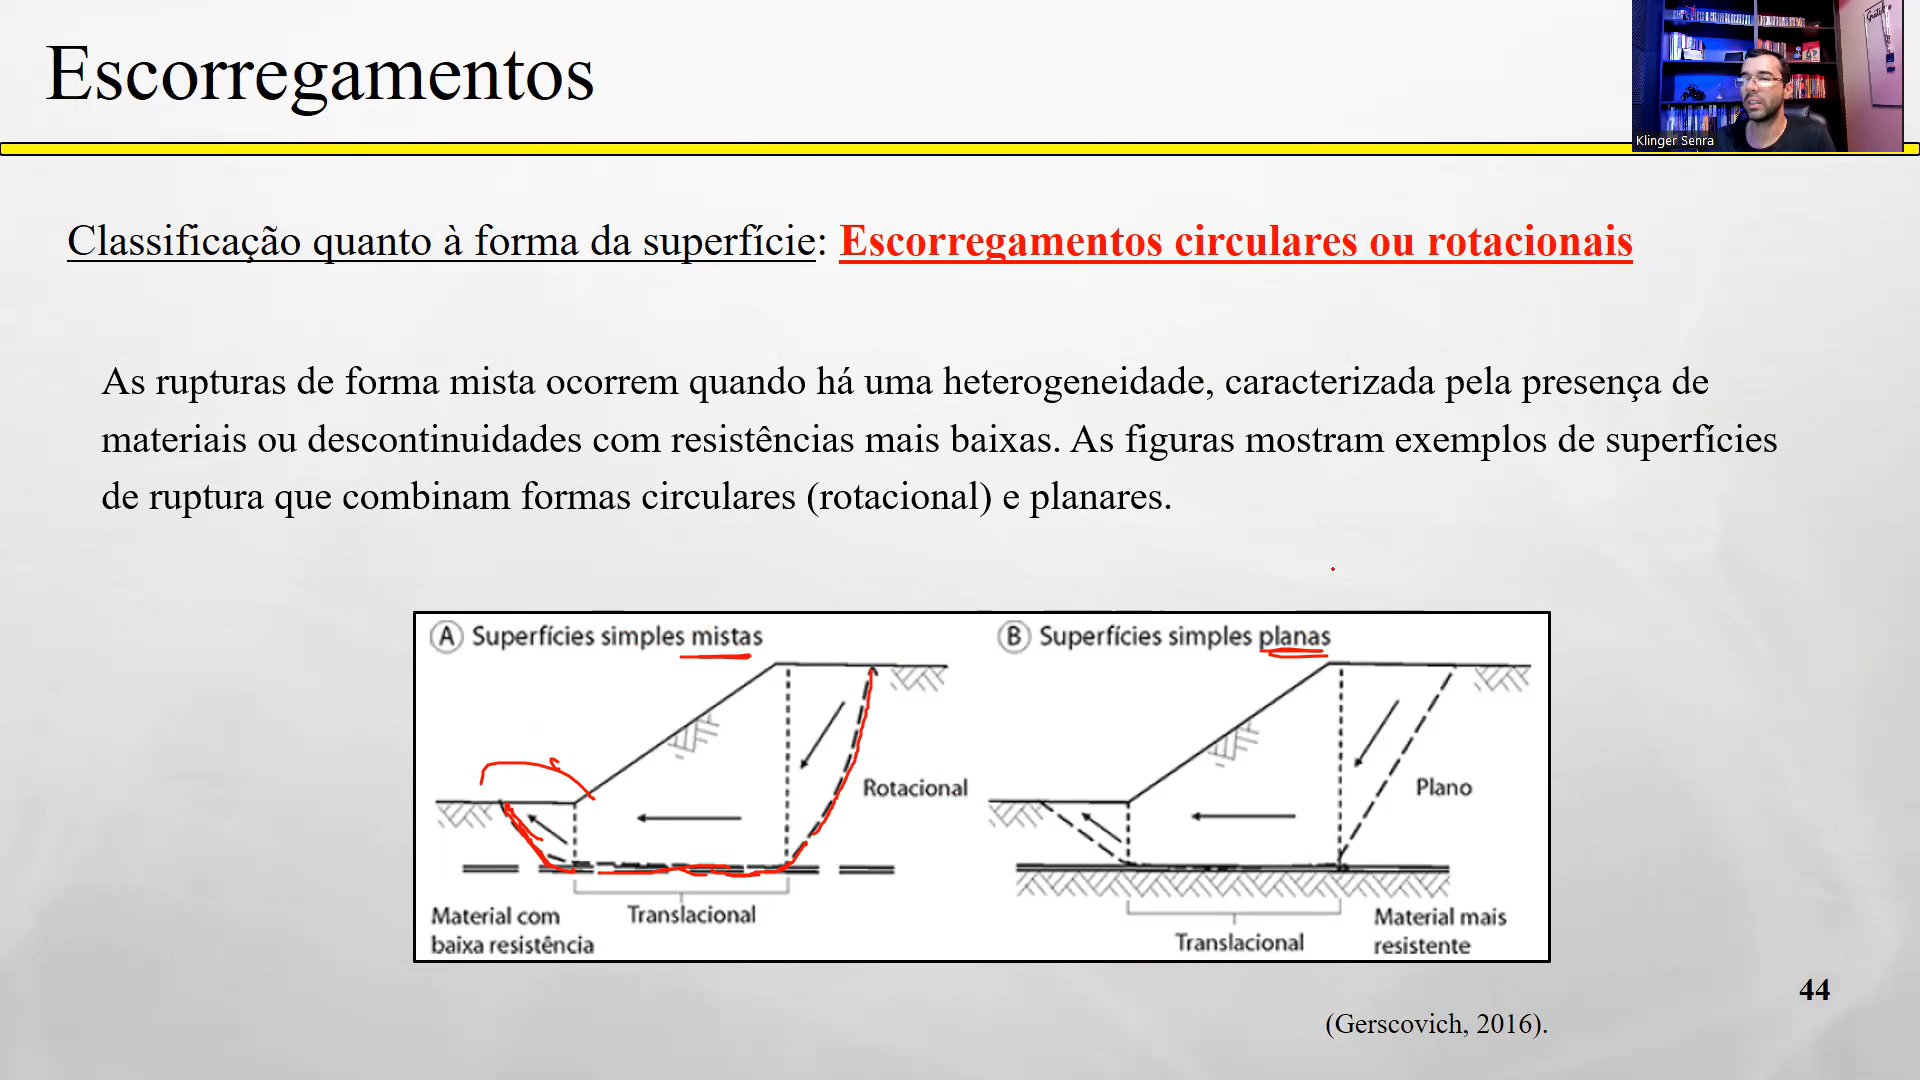 Escorregamentos
Klinger Senra
Classificação quanto à forma da superfície: Escorregamentos circulares ou rotacionais
As rupturas de forma mista ocorrem quando há uma heterogeneidade, caracterizada pela presença de
materiais ou descontinuidades com resistências mais baixas. As figuras mostram exemplos de superfícies
de ruptura que combinam formas circulares (rotacional) e planares.
A Superfícies simples mistas
Rotacional
Translacional
Material com
baixa resistência
B Superfícies simples planas
Plano
Translacional
Material mais
resistente
44
(Gerscovich, 2016).